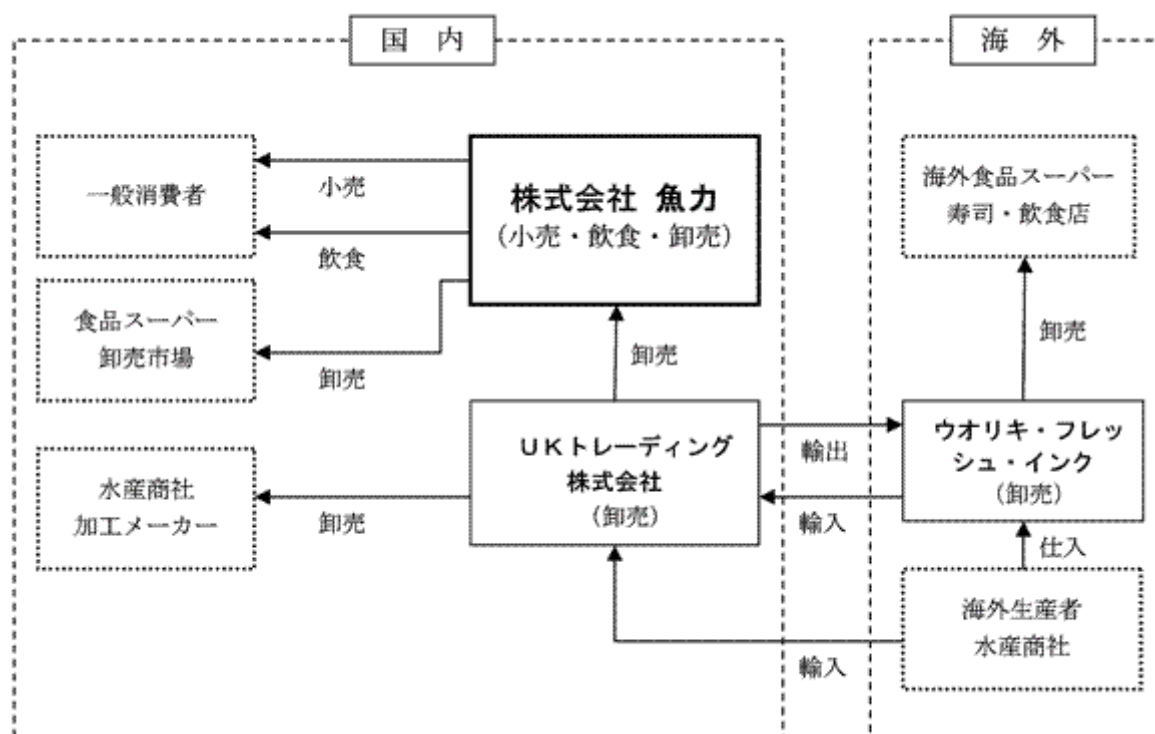 国 内
海 外
一般消費者
小売
飲食
株式会社 魚力
（小売・飲食・卸売）
海外食品スーパー
寿司・飲食店
食品スーパー
卸売市場
卸売
卸売
卸売
UKトレーディング
株式会社
（卸売）
輸出
輸入
ウオリキ・フレッ
シュ・インク
（卸売）
水産商社
加工メーカー
卸売
仕入
海外生産者
水産商社
輸入